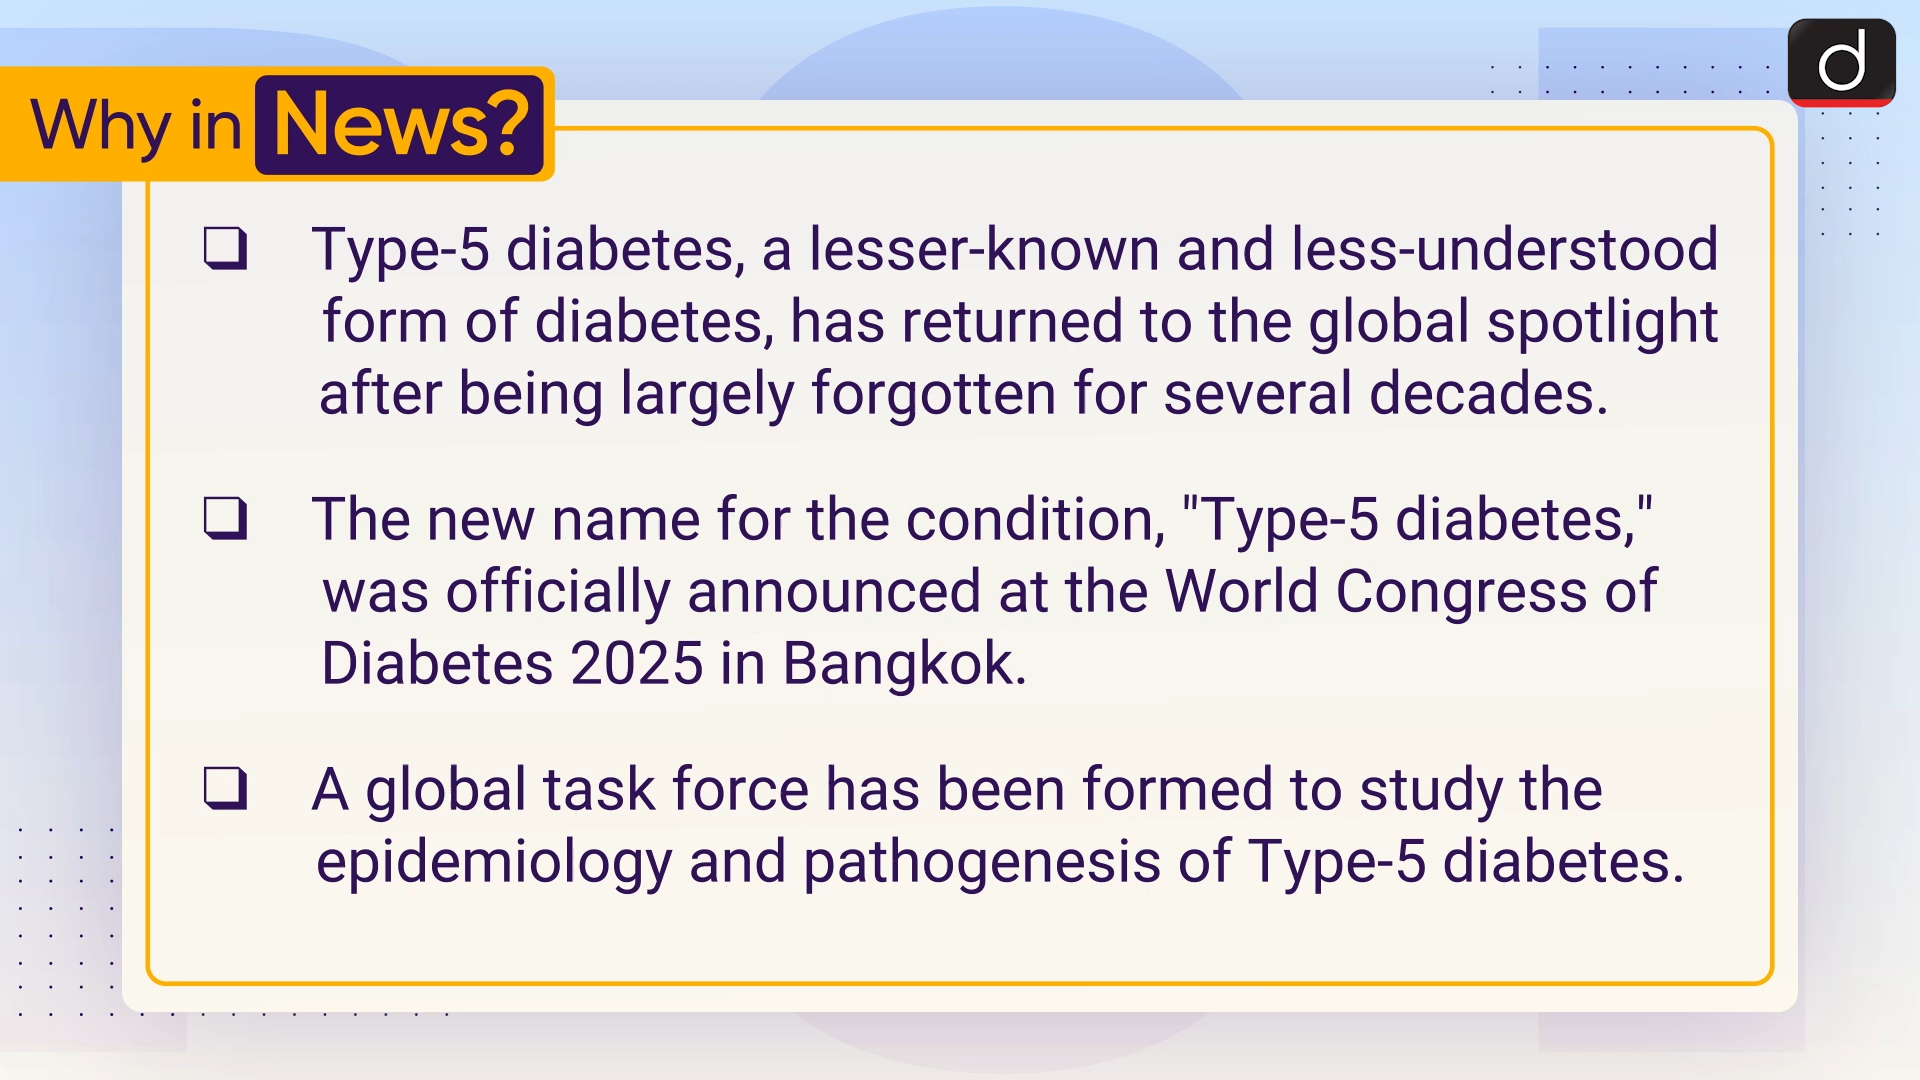 Why in News?
Type-5 diabetes, a lesser-known and less-understood
form of diabetes, has returned to the global spotlight
after being largely forgotten for several decades.
The new name for the condition, "Type-5 diabetes,"
was officially announced at the World Congress of
Diabetes 2025 in Bangkok.
A global task force has been formed to study the
epidemiology and pathogenesis of Type-5 diabetes.
d